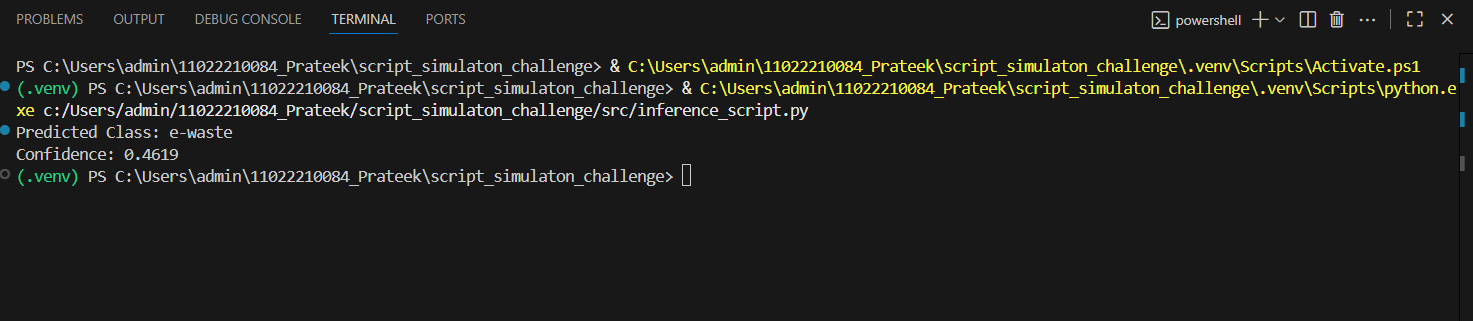 PROBLEMS OUTPUT DEBUG CONSOLE TERMINAL PORTS powershell
PS C:\Users\admin\11022210084_Prateek\script_simulaton_challenge> & C:\Users\admin\11022210084_Prateek\script_simulaton_challenge\.venv\Scripts\Activate.ps1
(.venv) PS C:\Users\admin\11022210084_Prateek\script_simulaton_challenge> & C:\Users\admin\11022210084_Prateek\script_simulaton_challenge\.venv\Scripts\python.e
xe c:/Users/admin/11022210084_Prateek/script_simulaton_challenge/src/inference_script.py
Predicted Class: e-waste
Confidence: 0.4619
(.venv) PS C:\Users\admin\11022210084_Prateek\script_simulaton_challenge>